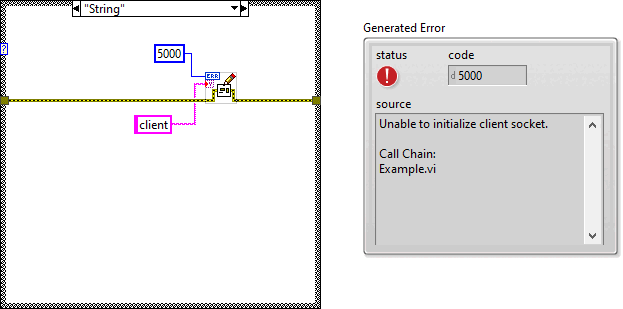 "String"
?
5000
ERR
client
Generated Error
status
code
d 5000
source
Unable to initialize client socket.
Call Chain:
Example.vi